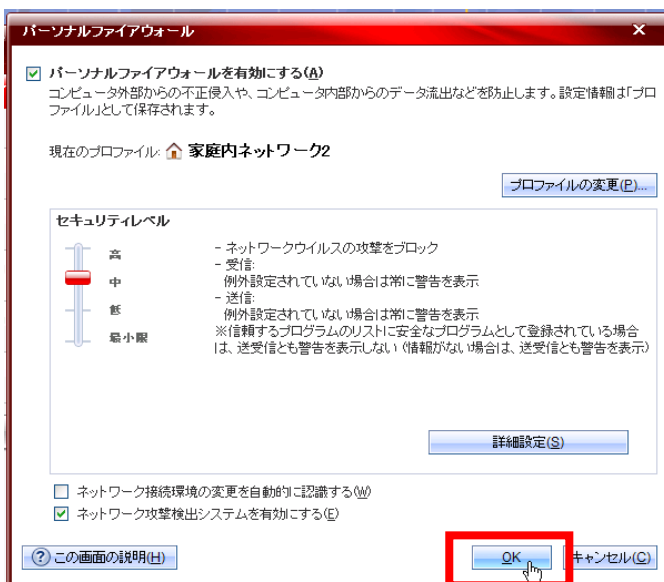 パーソナルファイアウォール
パーソナルファイアウォールを有効にする(A)
コンピュータ外部からの不正侵入や、コンピュータ内部からのデータ流出などを防止します。設定情報は「プロ
ファイル」として保存されます。
現在のプロファイル: 家庭内ネットワーク2
プロファイルの変更(P)...
セキュリティレベル
高
中
低
最小限
- ネットワークウイルスの攻撃をブロック
- 受信:
例外設定されていない場合は常に警告を表示
- 送信:
例外設定されていない場合は常に警告を表示
※信頼するプログラムのリストに安全なプログラムとして登録されている場合
は、送受信とも警告を表示しない (情報がない場合は、送受信とも警告を表示)
詳細設定(S)
ネットワーク接続環境の変更を自動的に認識する(W)
ネットワーク攻撃検出システムを有効にする(E)
? この画面の説明(H)
OK
キャンセル(C)